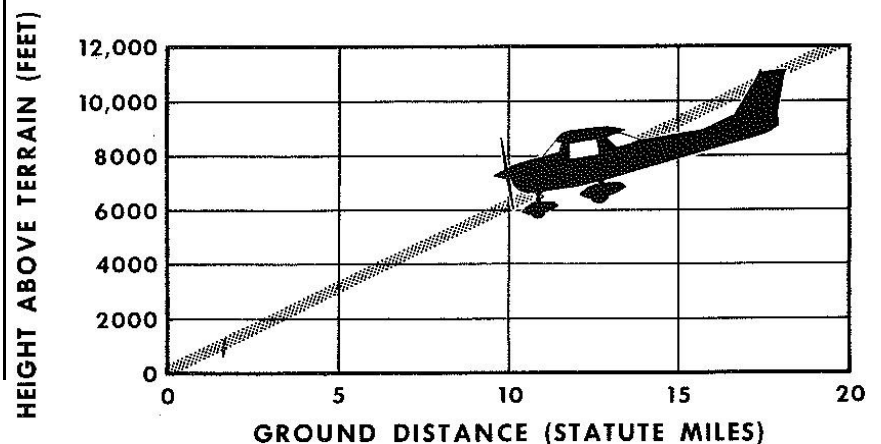 HEIGHT ABOVE TERRAIN (FEET)
12,000
10,000
8000
6000
4000
2000
0
0 5 10 15 20
GROUND DISTANCE (STATUTE MILES)